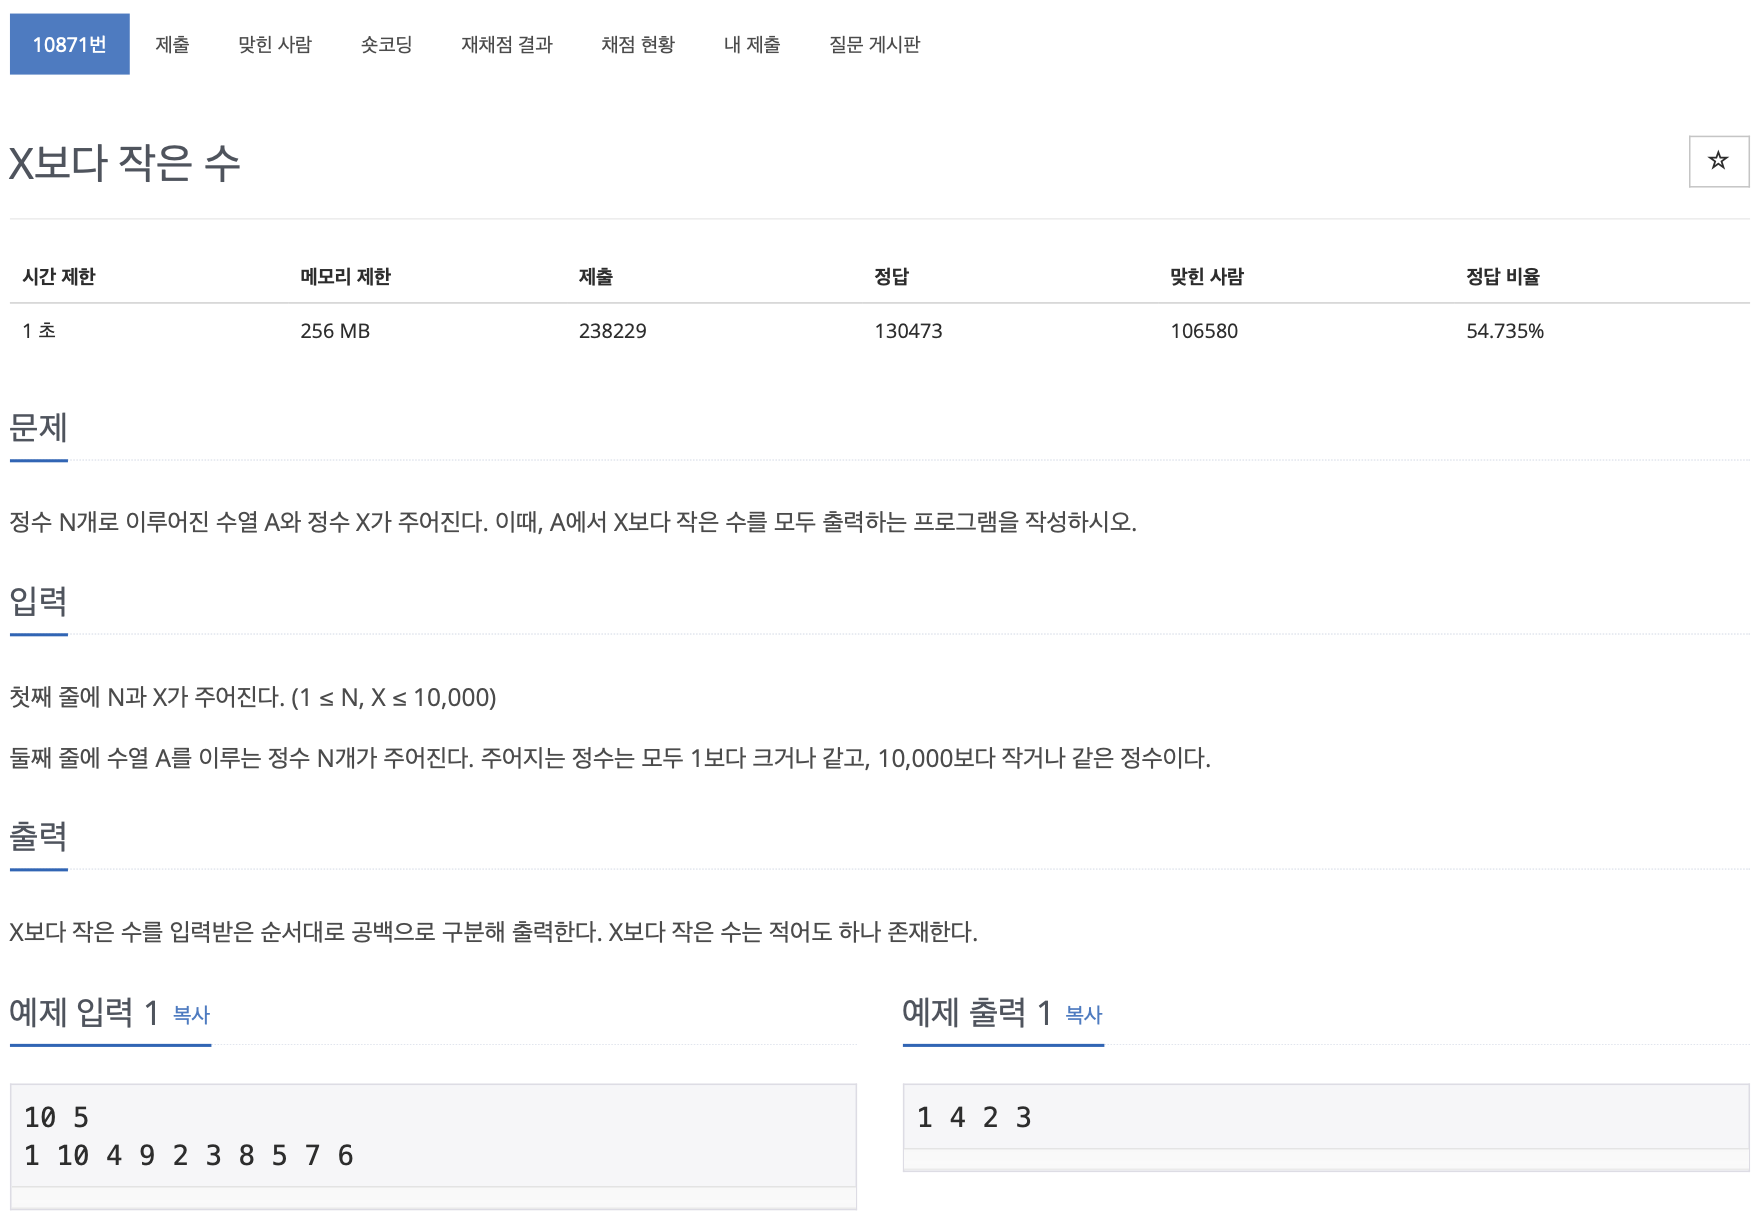 10871번 제출 맞힌 사람 숏코딩 재채점 결과 채점 현황 내 제출 질문 게시판
X보다 작은 수
시간 제한 메모리 제한 제출 정답 맞힌 사람 정답 비율
1 초 256 MB 238229 130473 106580 54.735%
문제
정수 N개로 이루어진 수열 A와 정수 X가 주어진다. 이때, A에서 X보다 작은 수를 모두 출력하는 프로그램을 작성하시오.
입력
첫째 줄에 N과 X가 주어진다. (1 ≤ N, X ≤ 10,000)
둘째 줄에 수열 A를 이루는 정수 N개가 주어진다. 주어지는 정수는 모두 1보다 크거나 같고, 10,000보다 작거나 같은 정수이다.
출력
X보다 작은 수를 입력받은 순서대로 공백으로 구분해 출력한다. X보다 작은 수는 적어도 하나 존재한다.
예제 입력 1 복사
10 5
1 10 4 9 2 3 8 5 7 6
예제 출력 1 복사
1 4 2 3